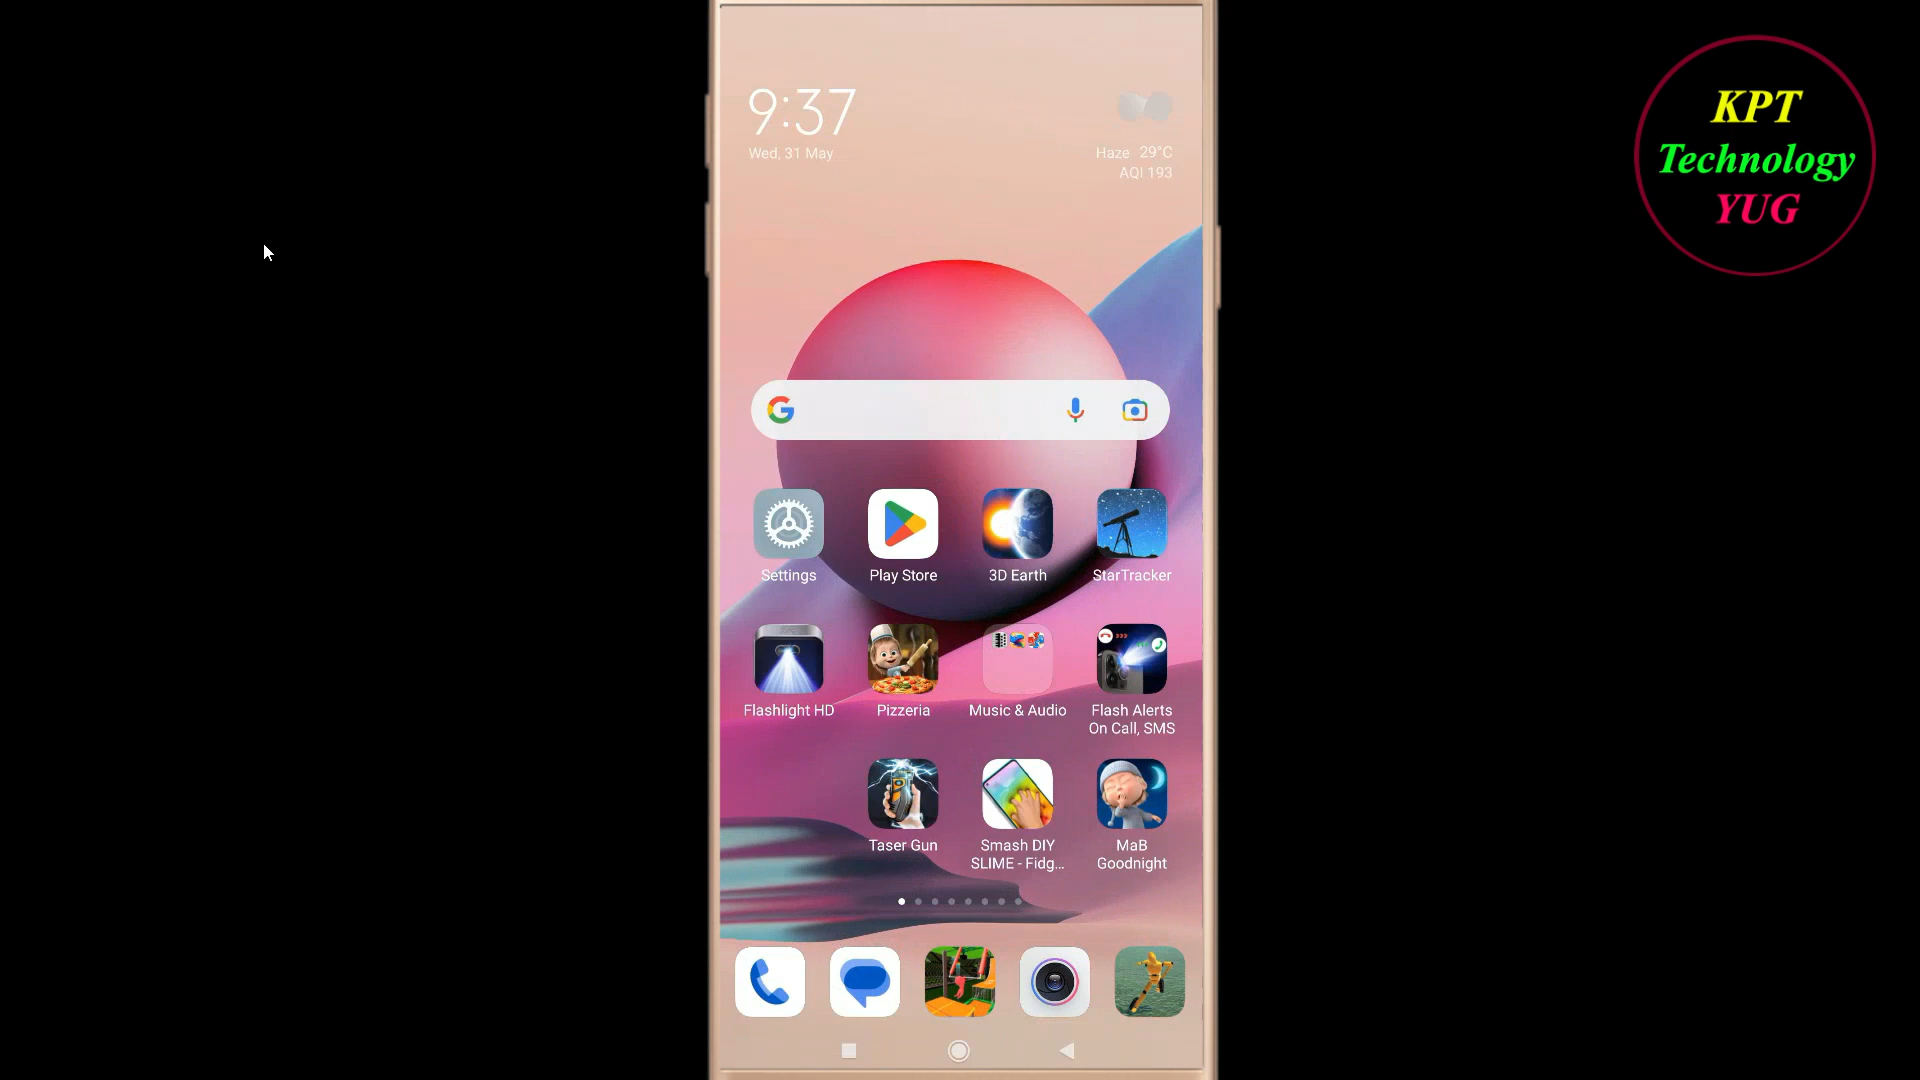 KPT
Technology
YUG
9:37
Wed, 31 May
Haze 29°C
AQI 193
Settings
Play Store
3D Earth
StarTracker
Flashlight HD
Pizzeria
Music & Audio
Flash Alerts
On Call, SMS
Taser Gun
Smash DIY
SLIME - Fidg...
MaB
Goodnight